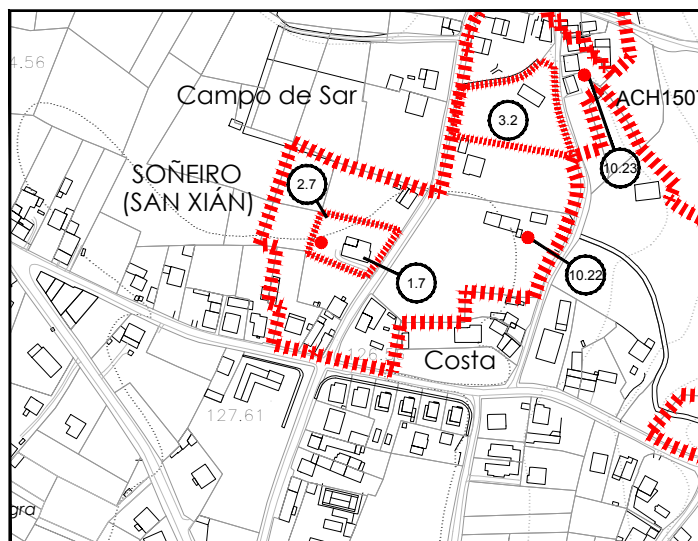 4.56
Campo de Sar
ACH1507
3.2
10.23
SOÑEIRO
(SAN XIÁN)
2.7
1.7
10.22
Costa
127.61
gra